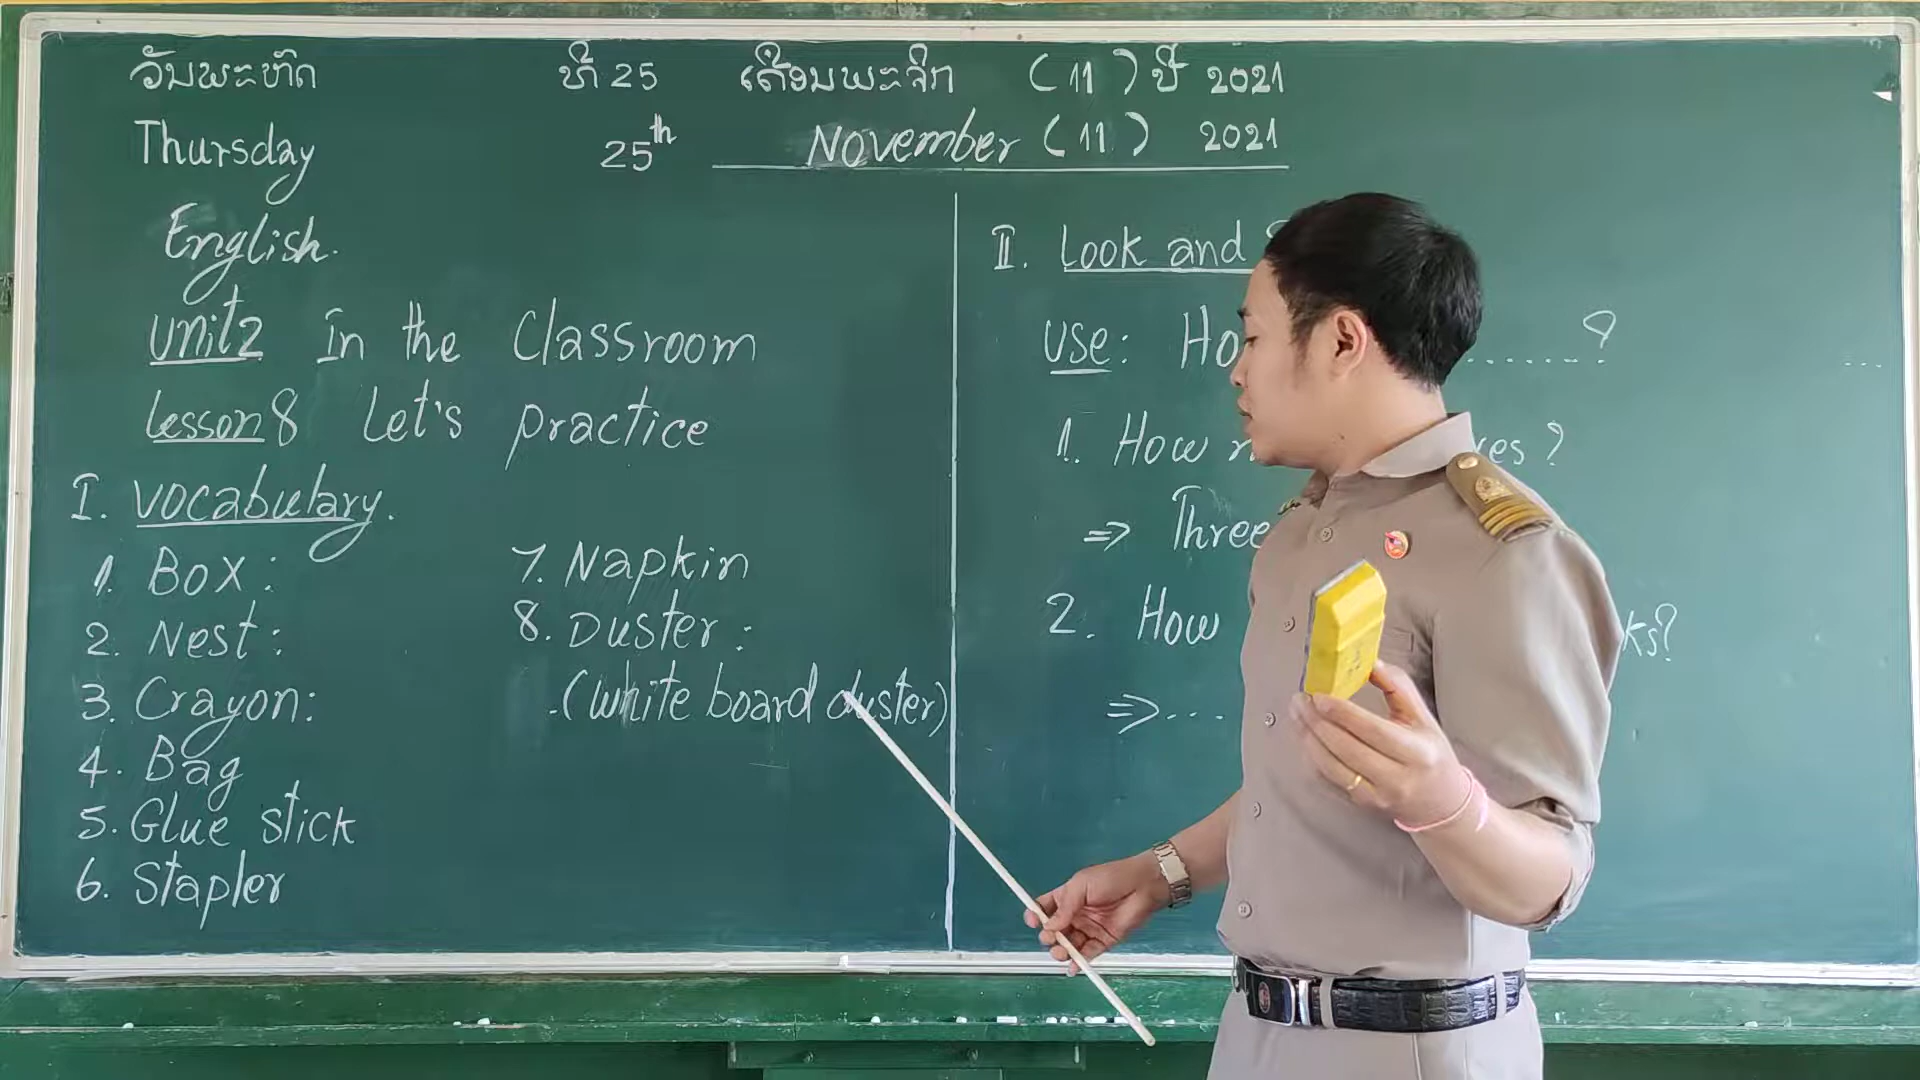 ວັນພະຫັດ ທີ 25 ເດືອນພະຈິກ (11) ປີ 2021
Thursday 25th November (11) 2021
English.
Unit2 In the Classroom
Lesson8 Let's practice
I. Vocabulary.
1. Box:
2. Nest:
3. Crayon:
4. Bag
5. Glue stick
6. Stapler
7. Napkin
8. Duster:
(white board duster)
II. Look and
Use: Ho ........?
1. How ?
=> Three
2. How ?
=> ...